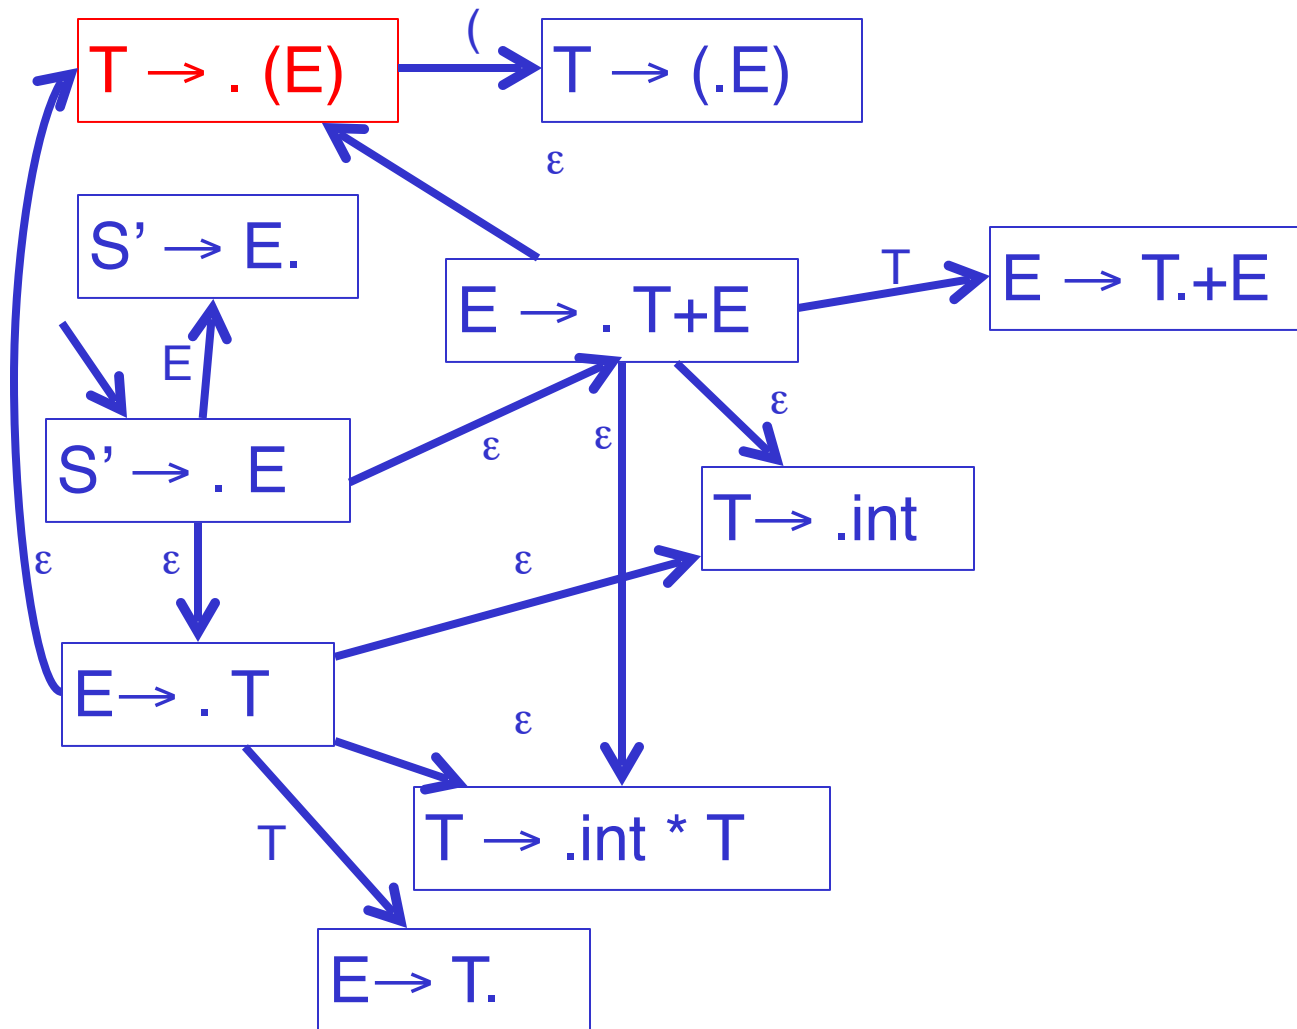 (
T → . (E)
T → (.E)
ε
S’ → E.
T
E → . T+E
E → T.+E
E
ε
ε
ε
S’ → . E
T→ .int
ε
ε
ε
E→ . T
ε
T → .int * T
T
E→ T.